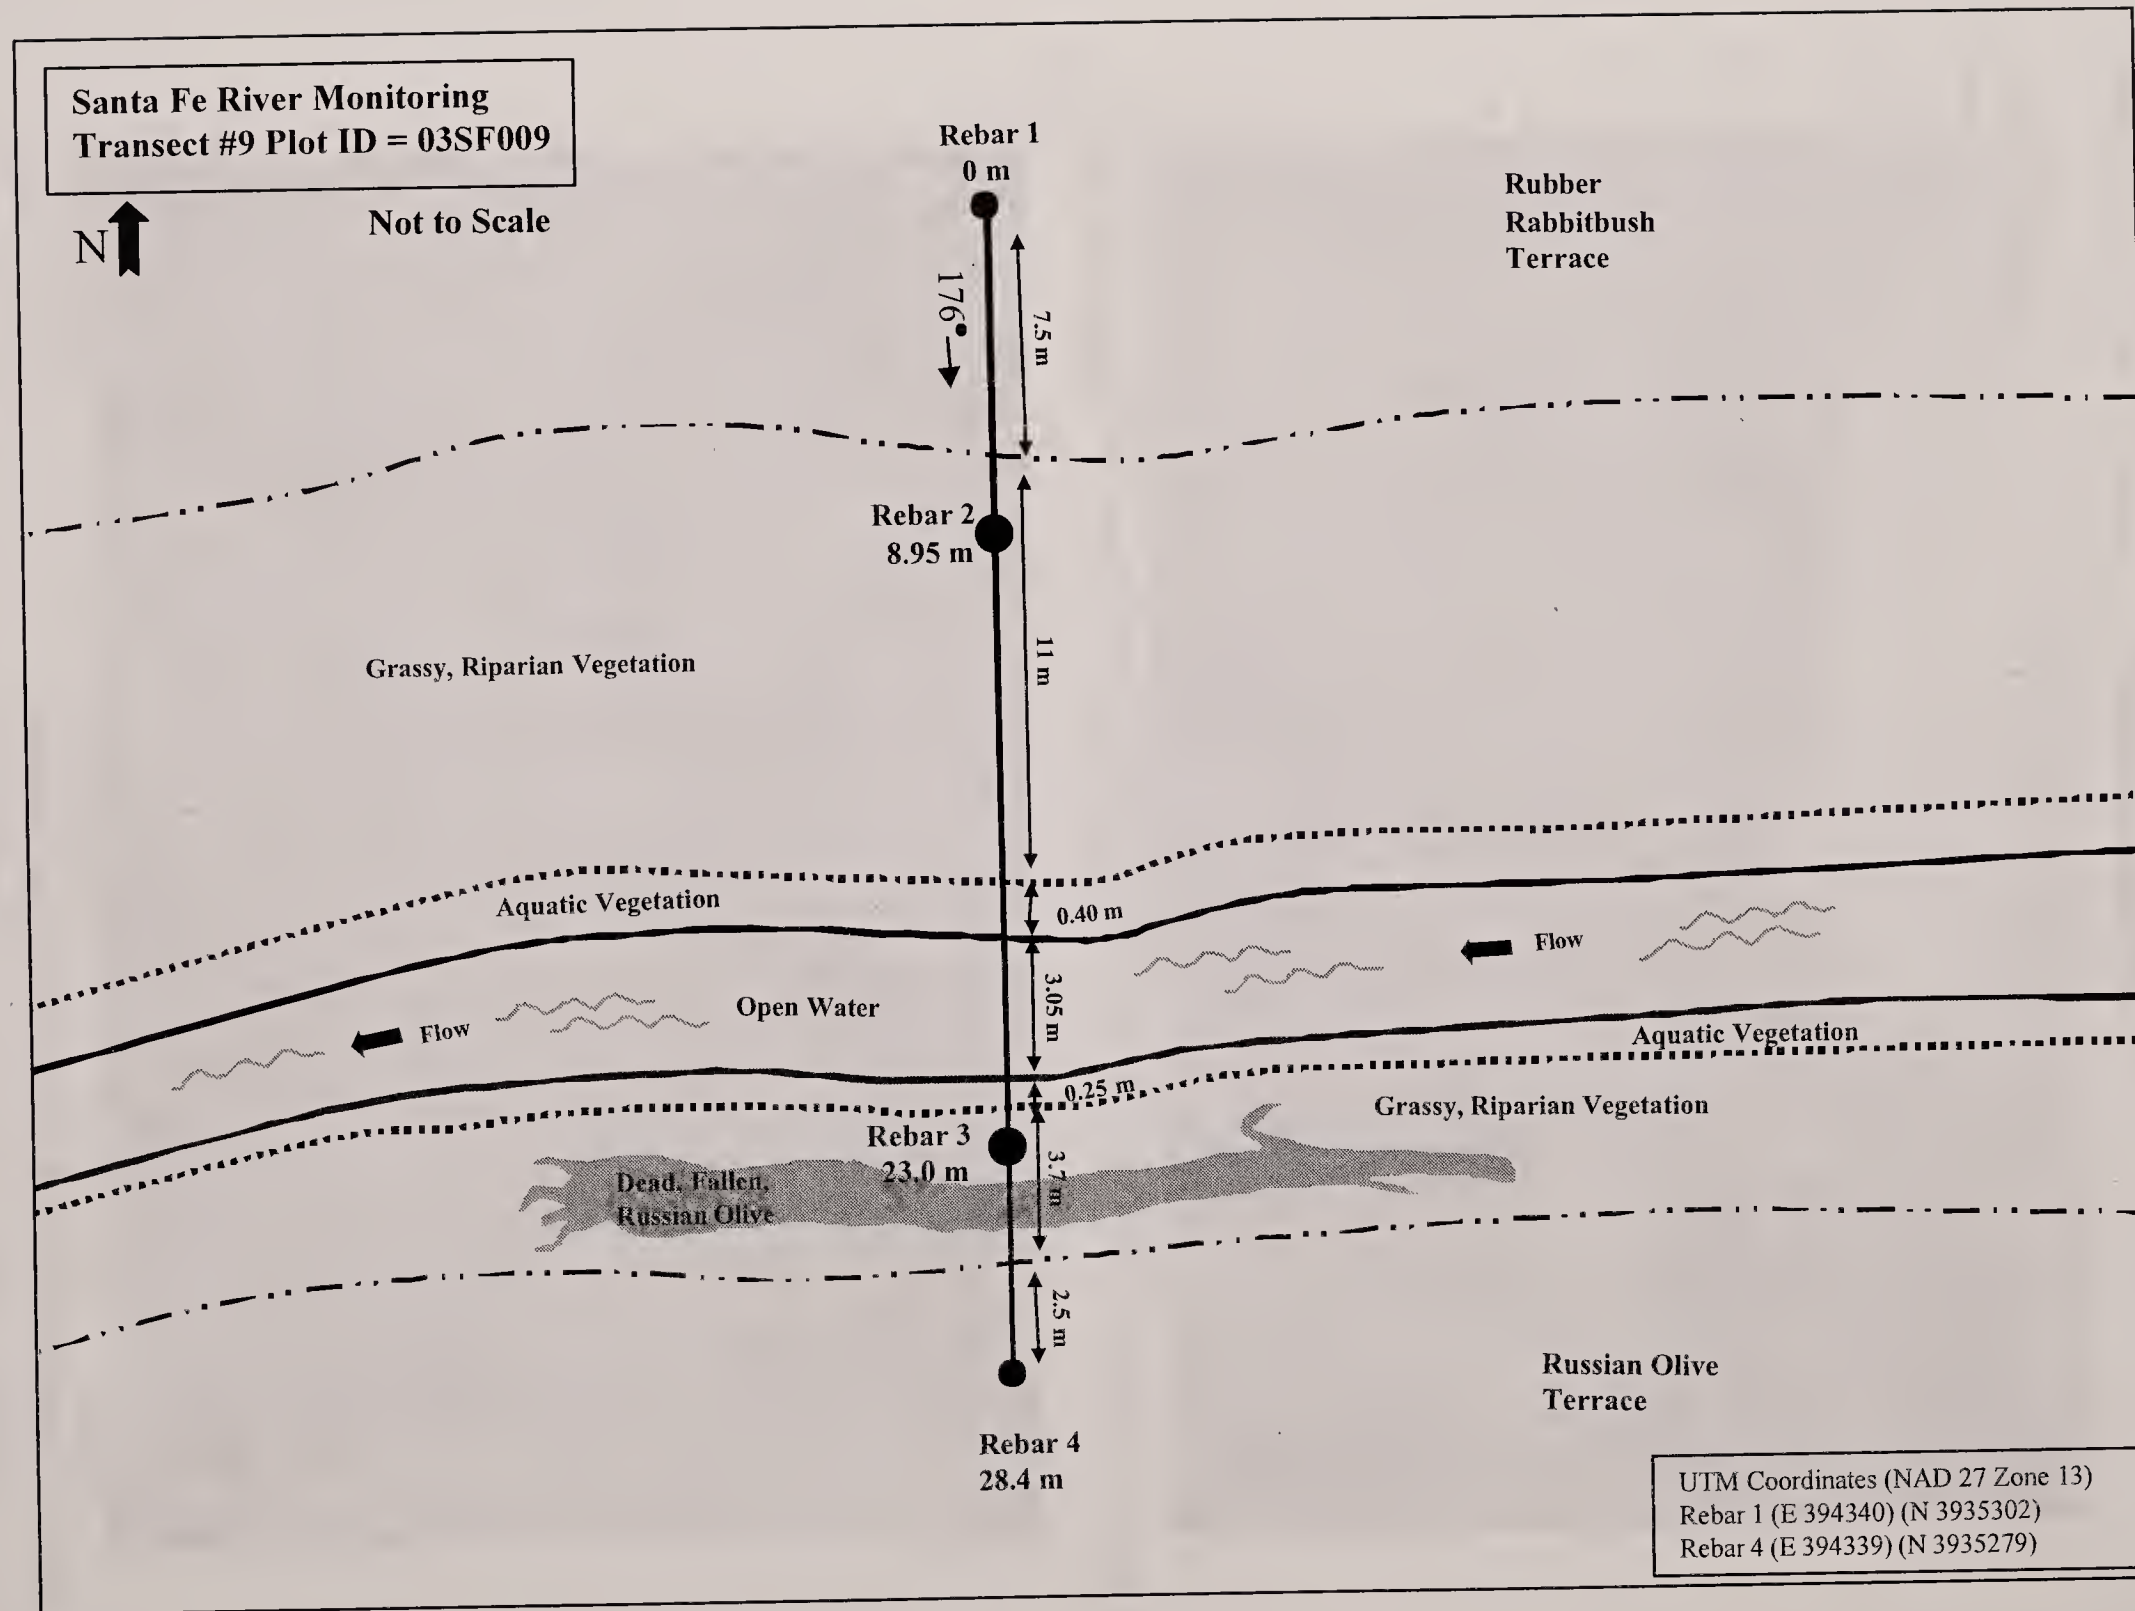 Santa Fe River Monitoring
Transect #9 Plot ID = 03SF009
N
Not to Scale
Rebar 1
0 m
Rubber
Rabbitbush
Terrace
176°
7.5 m
Rebar 2
8.95 m
11 m
Grassy, Riparian Vegetation
Aquatic Vegetation
0.40 m
Flow
3.05 m
Open Water
Flow
Aquatic Vegetation
0.25 m
Grassy, Riparian Vegetation
Rebar 3
23.0 m
3.7 m
Dead, Fallen,
Russian Olive
2.5 m
Russian Olive
Terrace
Rebar 4
28.4 m
UTM Coordinates (NAD 27 Zone 13)
Rebar 1 (E 394340) (N 3935302)
Rebar 4 (E 394339) (N 3935279)